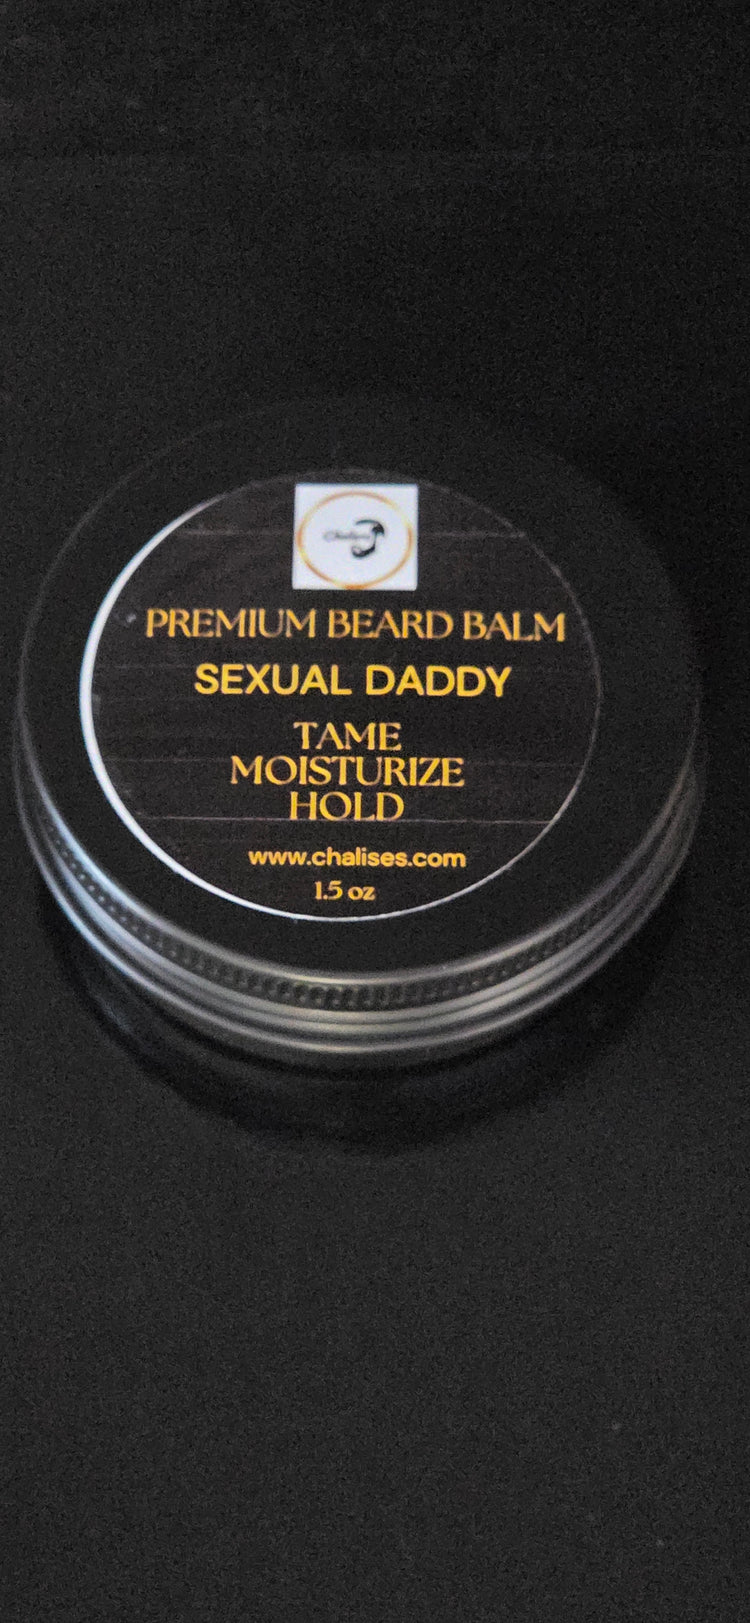 PREMIUM BEARD BALM
SEXUAL DADDY
TAME
MOISTURIZE
HOLD
www.chalises.com
1.5 oz